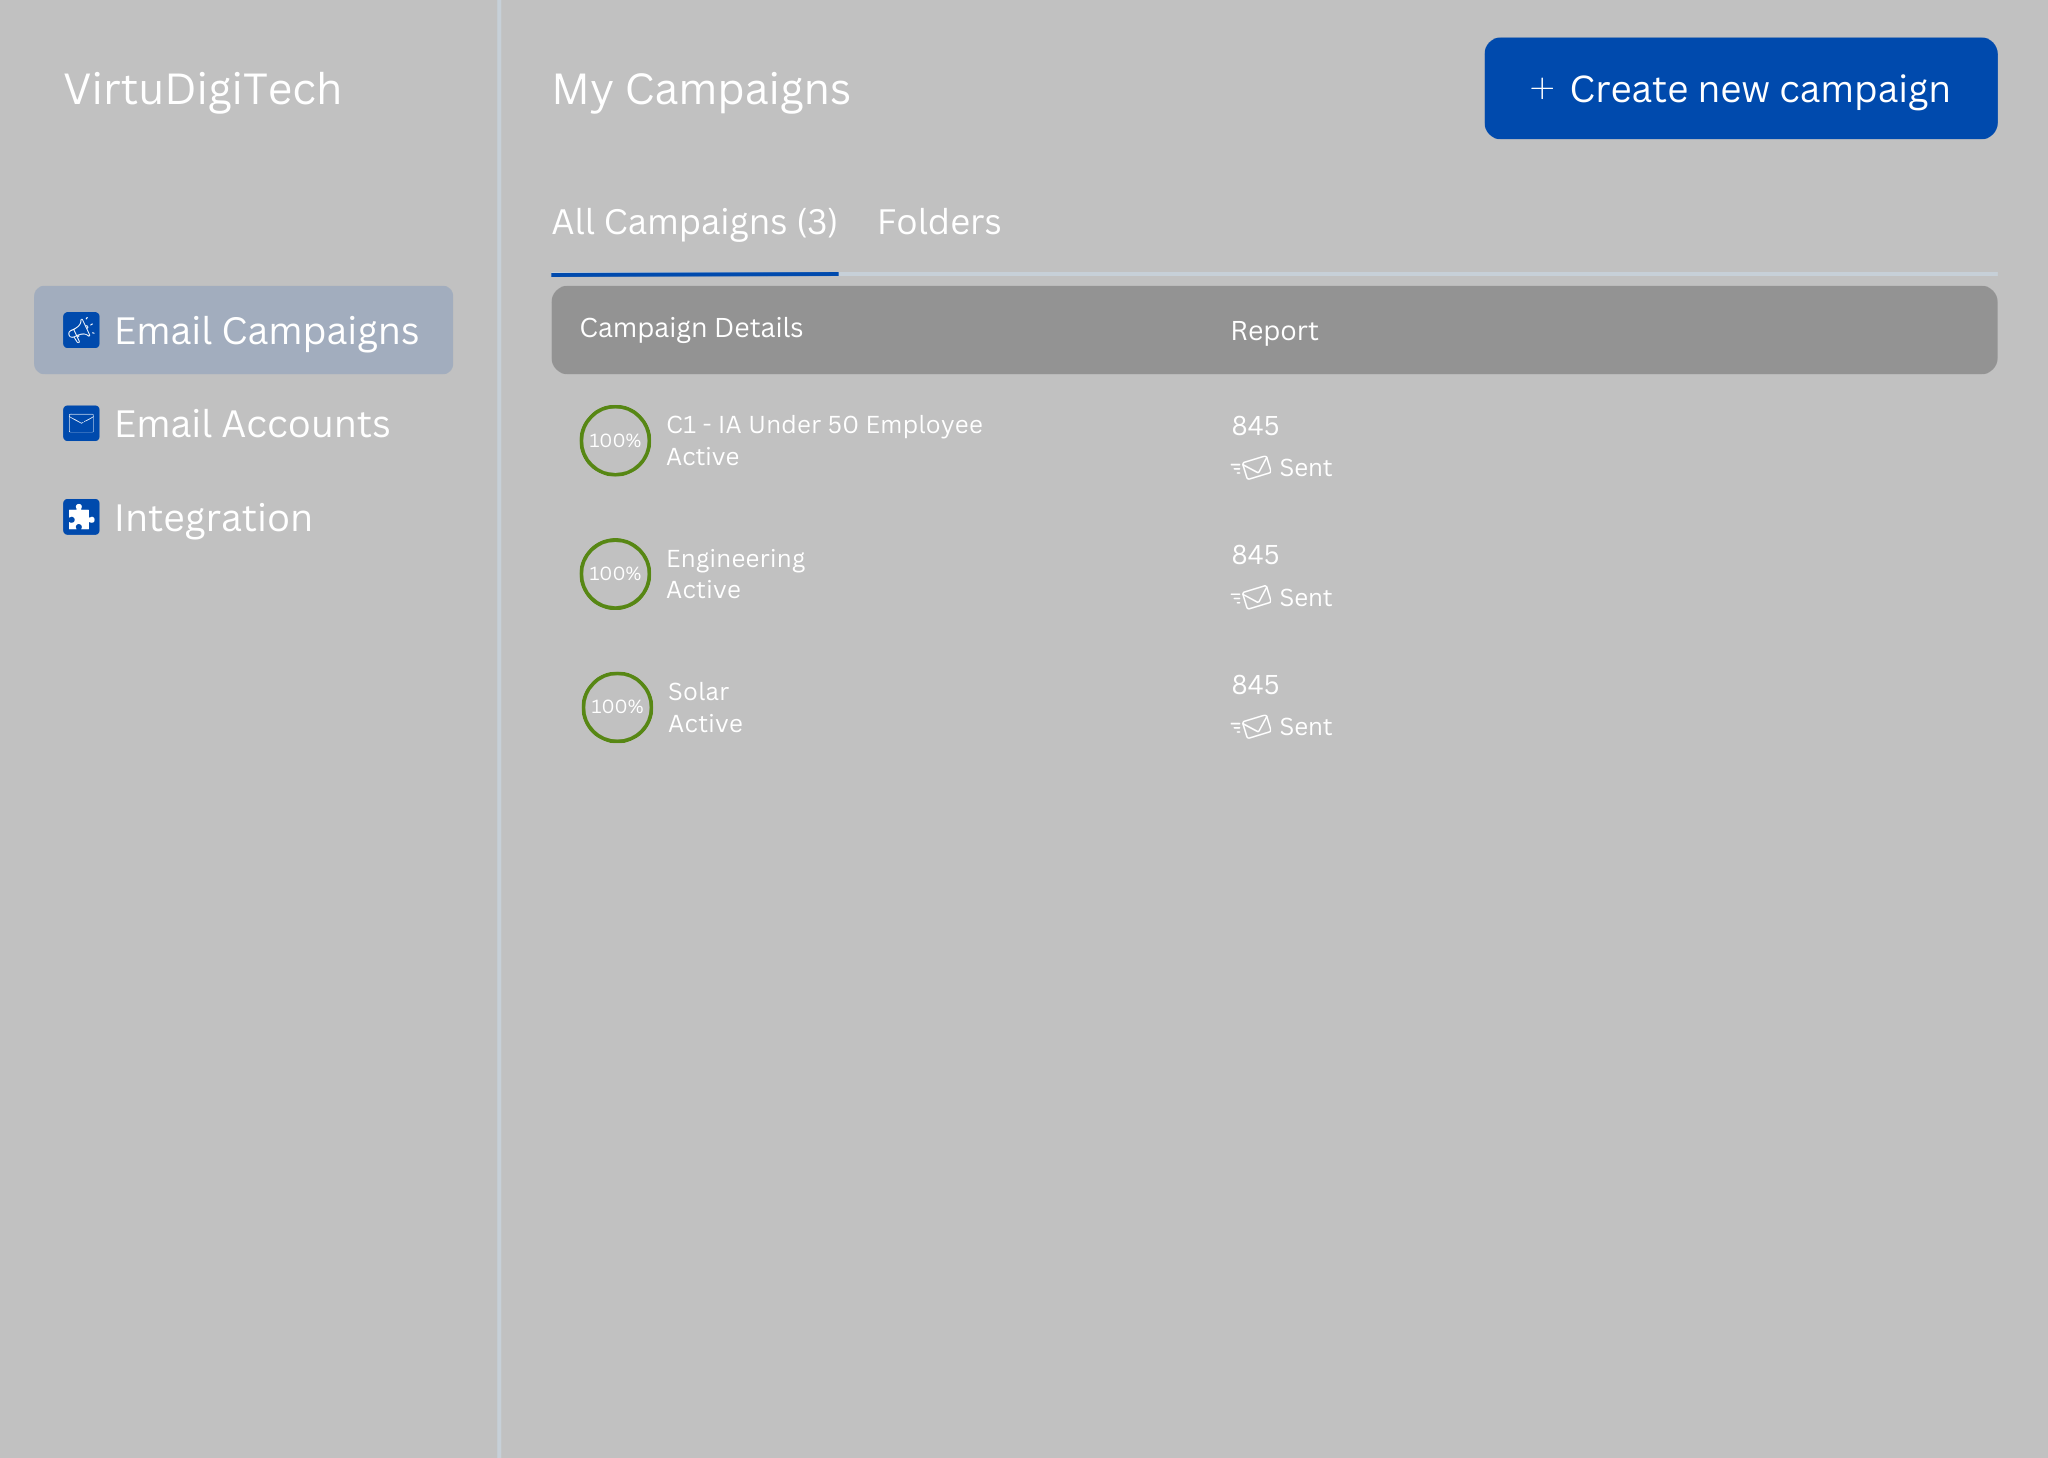 VirtuDigiTech
My Campaigns
+ Create new campaign
All Campaigns (3)
Folders
Email Campaigns
Email Accounts
Integration
Campaign Details
Report
100%
C1 - IA Under 50 Employee
Active
845
Sent
100%
Engineering
Active
845
Sent
100%
Solar
Active
845
Sent